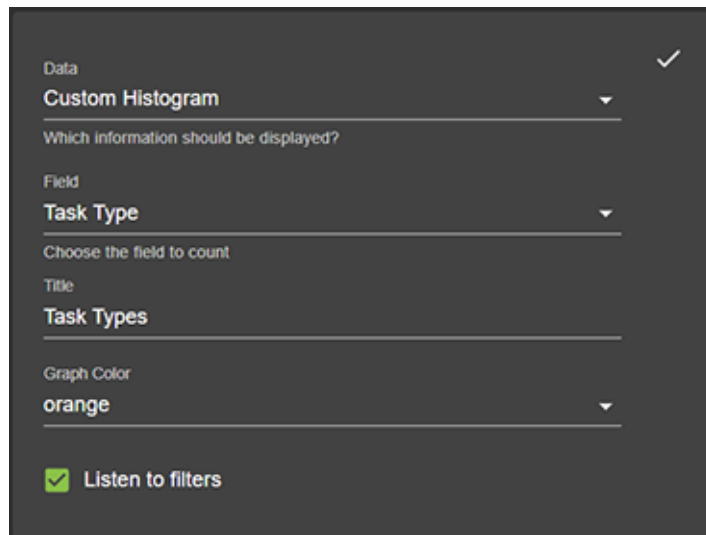 Data
Custom Histogram
Which information should be displayed?
Field
Task Type
Choose the field to count
Title
Task Types
Graph Color
orange
Listen to filters